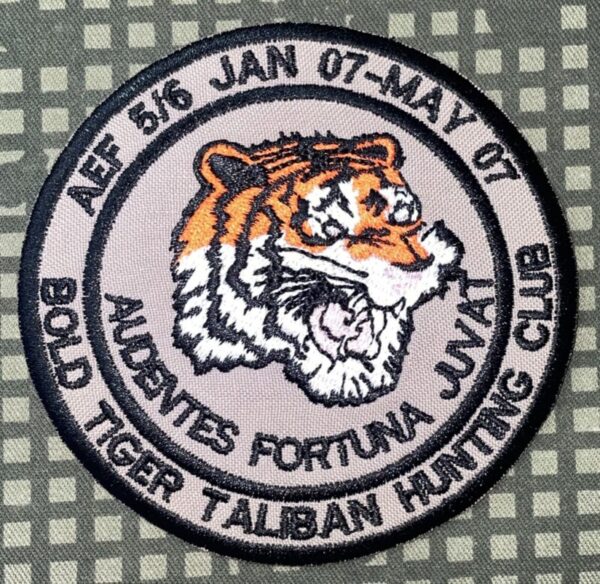 AEF 5/6 JAN 07-MAY 07
AUDENTES FORTUNA JUVAT
BOLD TIGER TALIBAN HUNTING CLUB